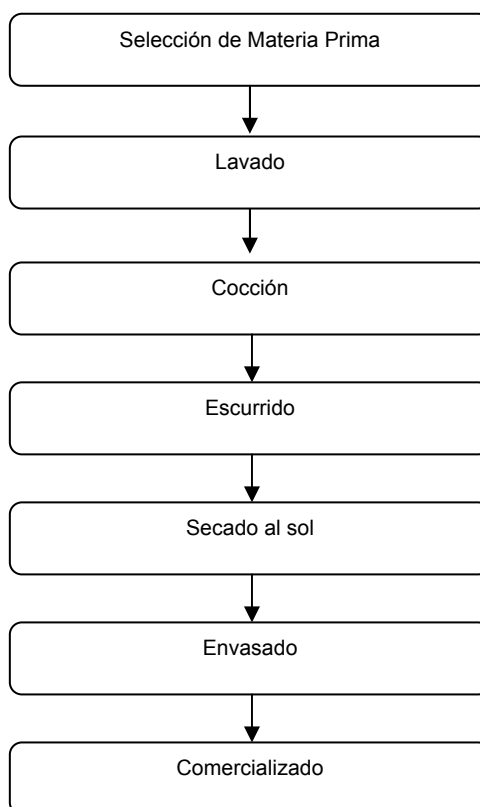 Selección de Materia Prima
Lavado
Cocción
Escurrido
Secado al sol
Envasado
Comercializado